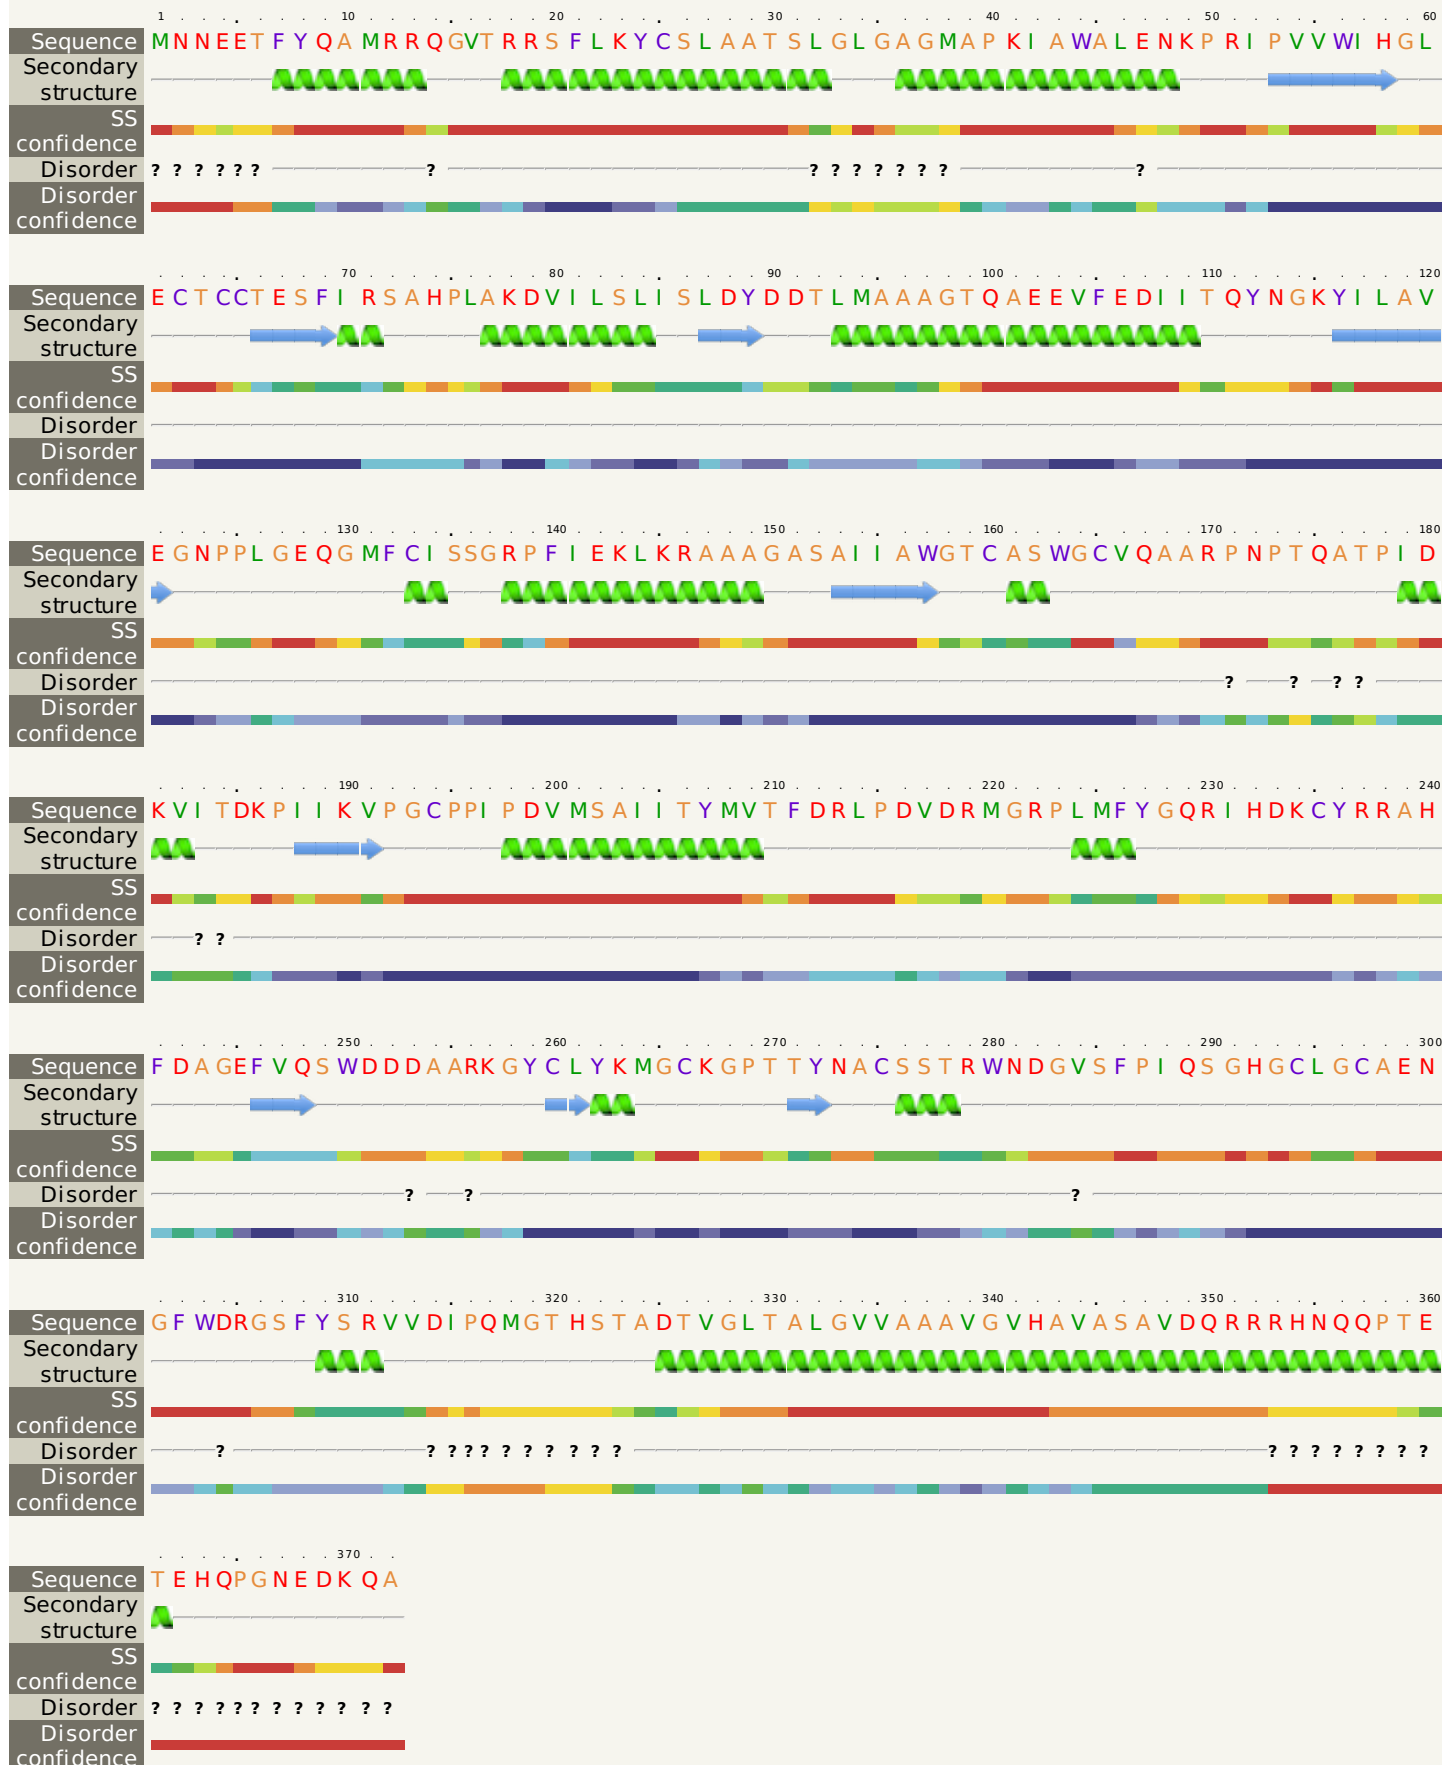 1 10 20 30 40 50 60
Sequence MNNEETFYQAMRRQGVTRRSFLKYCSLAATSLGLGAGMAPKIAWALENKPRIPVVWIHGL
Secondary
structure
SS
confidence
Disorder ? ? ? ? ? ? ? ? ? ? ? ? ? ? ?
Disorder
confidence
70 80 90 100 110 120
Sequence ECTCCTESFIRSAHPLAKDVILSLISLDYDDTLMAAAGTQAEEVFEDIITQYNGKYILAV
Secondary
structure
SS
confidence
Disorder
Disorder
confidence
130 140 150 160 170 180
Sequence EGNPPLGEQGMFCISSGRPFIEKLKRAAAGASAIIAWGTCASWGCVQAARPNPTQATPID
Secondary
structure
SS
confidence
Disorder ? ? ? ?
Disorder
confidence
190 200 210 220 230 240
Sequence KVITDKPIIKVPGCPPIPDVMSAIITYMVTFDRLPDVDRMGRPLMFYGQRIHDKCYRRAH
Secondary
structure
SS
confidence
Disorder ? ?
Disorder
confidence
250 260 270 280 290 300
Sequence FDAGEFVQSWDDDAARKGYCLYKMGCKGPTTYNACSSTRWNDGVSFPIQSGHGCLGCAEN
Secondary
structure
SS
confidence
Disorder ? ? ?
Disorder
confidence
310 320 330 340 350 360
Sequence GFWDRGSFYSRVVDIPQMGTHSTADTVGLTALGVVAAAVGVHAVASAVDQRRRHNQQPTE
Secondary
structure
SS
confidence
Disorder ? ? ? ? ? ? ? ? ? ? ? ? ? ? ? ? ? ?
Disorder
confidence
370
Sequence TEHQPGNEDKQA
Secondary
structure
SS
confidence
Disorder ? ? ? ? ? ? ? ? ? ? ? ?
Disorder
confidence